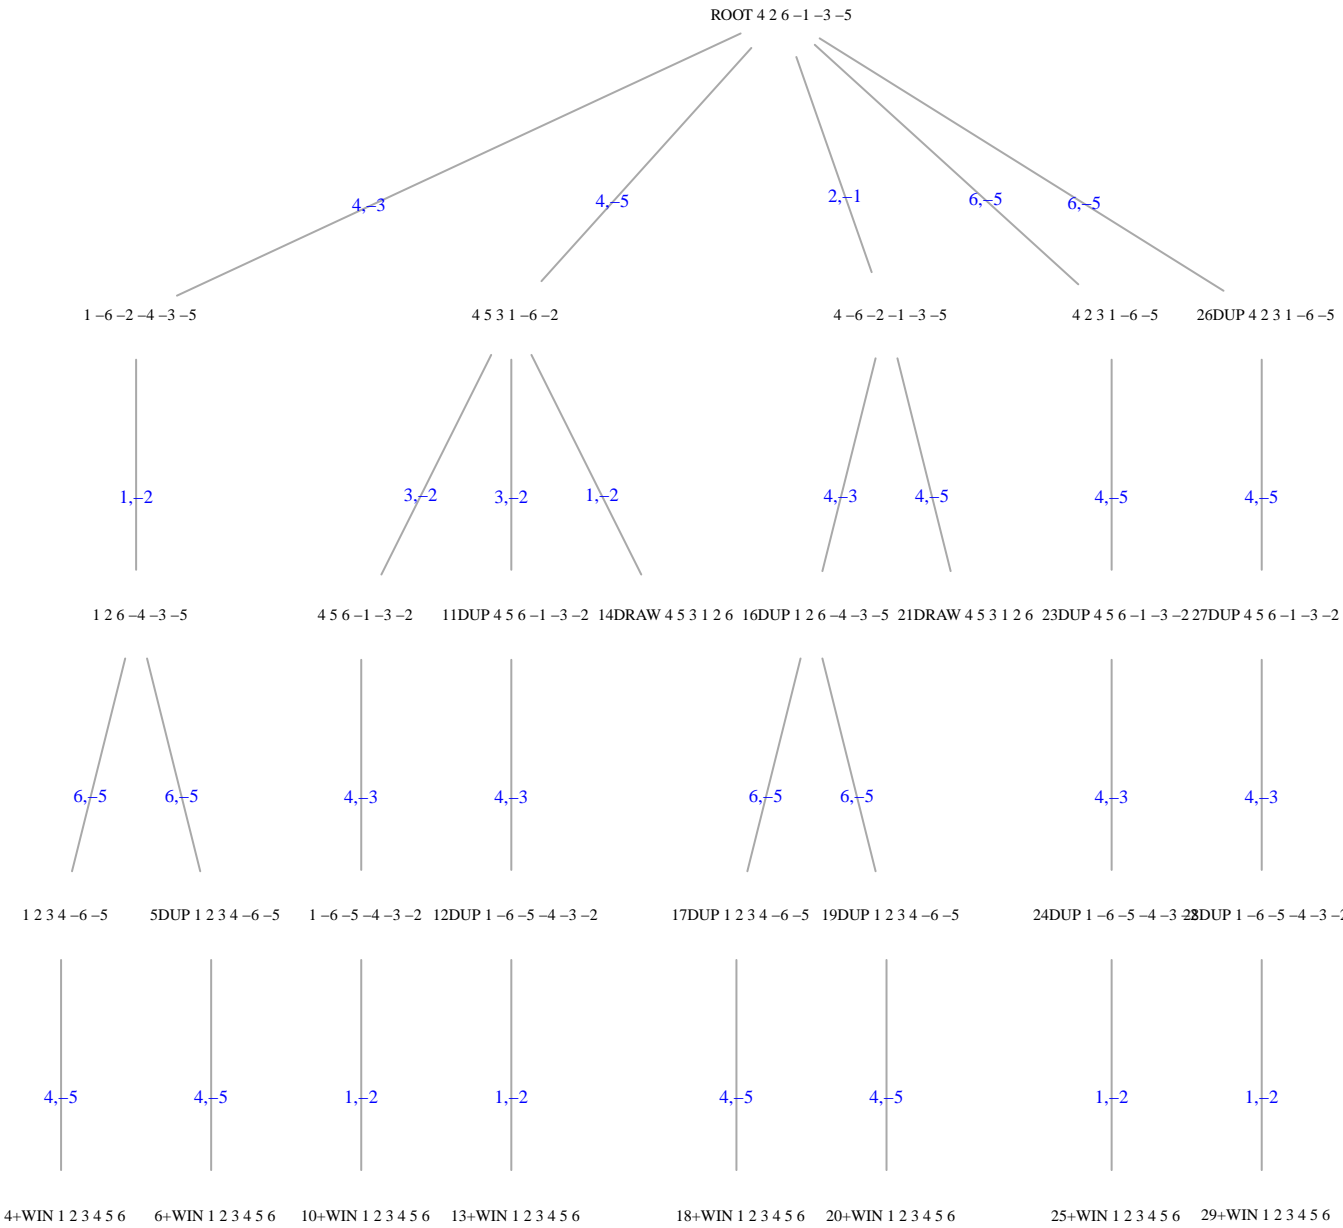 ROOT 4 2 6 −1 −3 −5
4,−3 4,−5 2,−1 6,−5 6,−5
1 −6 −2 −4 −3 −5 4 5 3 1 −6 −2 4 −6 −2 −1 −3 −5 4 2 3 1 −6 −5 26DUP 4 2 3 1 −6 −5
1,−2 3,−2 3,−2 1,−2 4,−3 4,−5 4,−5 4,−5
1 2 6 −4 −3 −5 4 5 6 −1 −3 −2 11DUP 4 5 6 −1 −3 −2 14DRAW 4 5 3 1 2 6 16DUP 1 2 6 −4 −3 −5 21DRAW 4 5 3 1 2 6 23DUP 4 5 6 −1 −3 −2 27DUP 4 5 6 −1 −3 −2
6,−5 6,−5 4,−3 4,−3 6,−5 6,−5 4,−3 4,−3
1 2 3 4 −6 −5 5DUP 1 2 3 4 −6 −5 1 −6 −5 −4 −3 −2 12DUP 1 −6 −5 −4 −3 −2 17DUP 1 2 3 4 −6 −5 19DUP 1 2 3 4 −6 −5 24DUP 1 −6 −5 −4 −3 −2 28DUP 1 −6 −5 −4 −3 −2
4,−5 4,−5 1,−2 1,−2 4,−5 4,−5 1,−2 1,−2
4+WIN 1 2 3 4 5 6 6+WIN 1 2 3 4 5 6 10+WIN 1 2 3 4 5 6 13+WIN 1 2 3 4 5 6 18+WIN 1 2 3 4 5 6 20+WIN 1 2 3 4 5 6 25+WIN 1 2 3 4 5 6 29+WIN 1 2 3 4 5 6